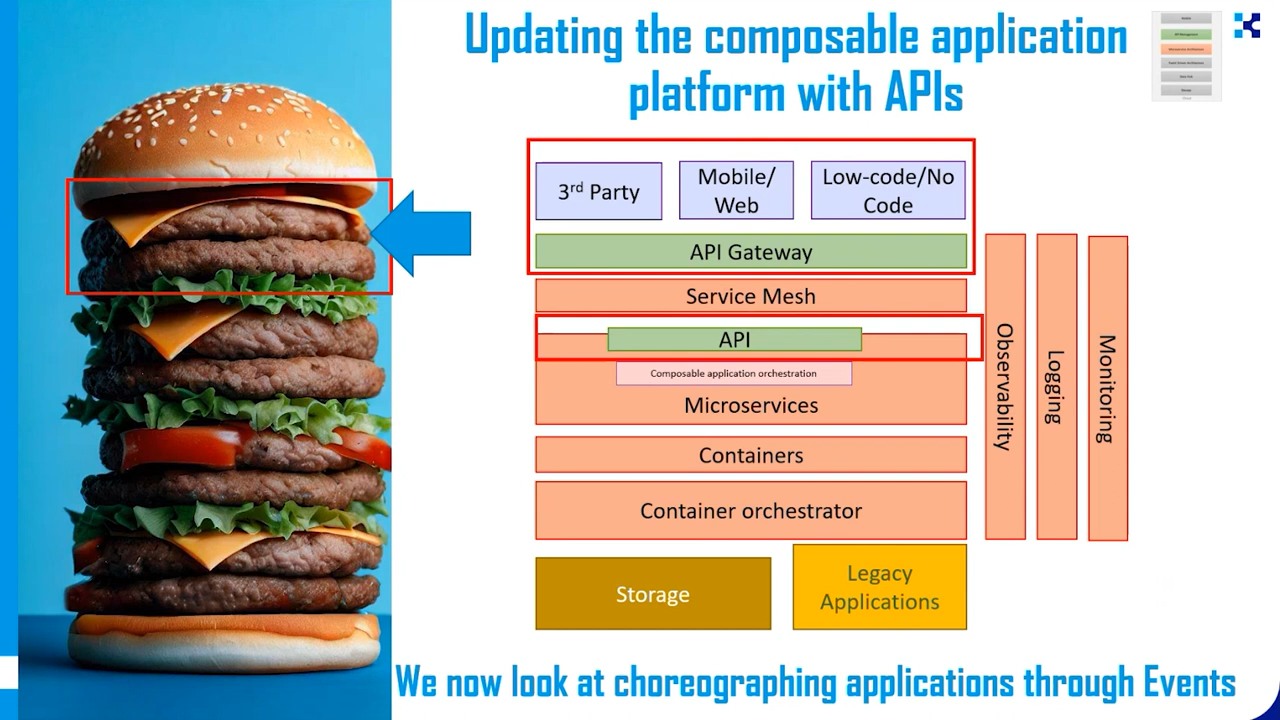 Updating the composable application
platform with APIs
3rd Party
Mobile/
Web
Low-code/No
Code
API Gateway
Service Mesh
API
Composable application orchestration
Microservices
Containers
Container orchestrator
Storage
Legacy
Applications
Observability
Logging
Monitoring
We now look at choreographing applications through Events